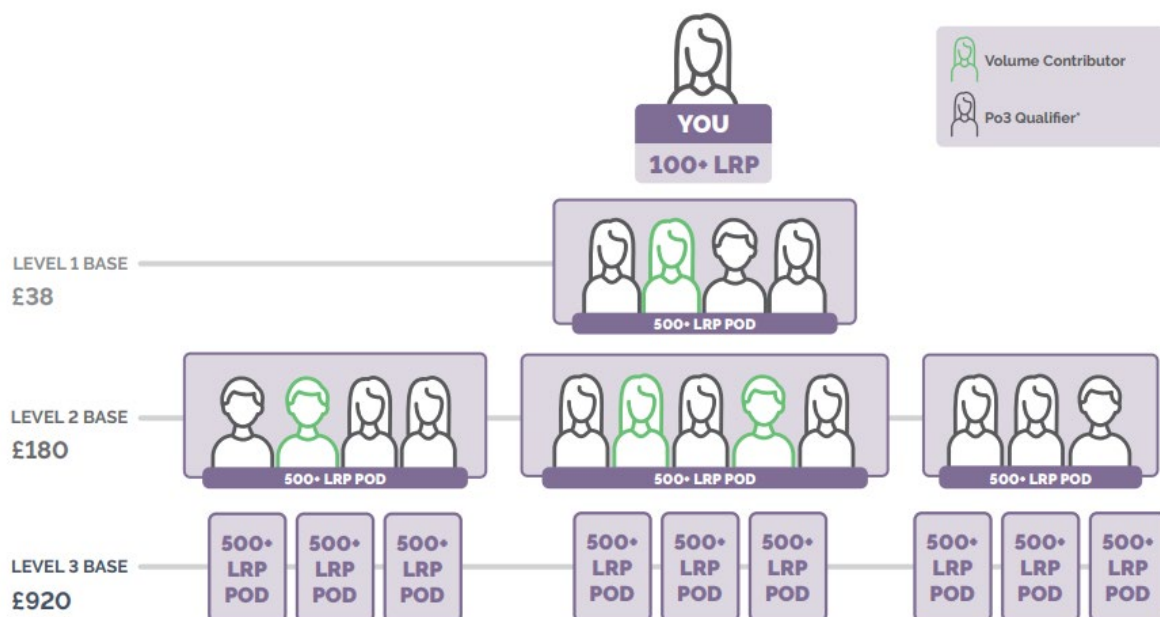 Volume Contributor
Po3 Qualifier*
YOU
100+ LRP
LEVEL 1 BASE
£38
500+ LRP POD
LEVEL 2 BASE
£180
500+ LRP POD
500+ LRP POD
500+ LRP POD
LEVEL 3 BASE
£920
500+
LRP
POD
500+
LRP
POD
500+
LRP
POD
500+
LRP
POD
500+
LRP
POD
500+
LRP
POD
500+
LRP
POD
500+
LRP
POD
500+
LRP
POD